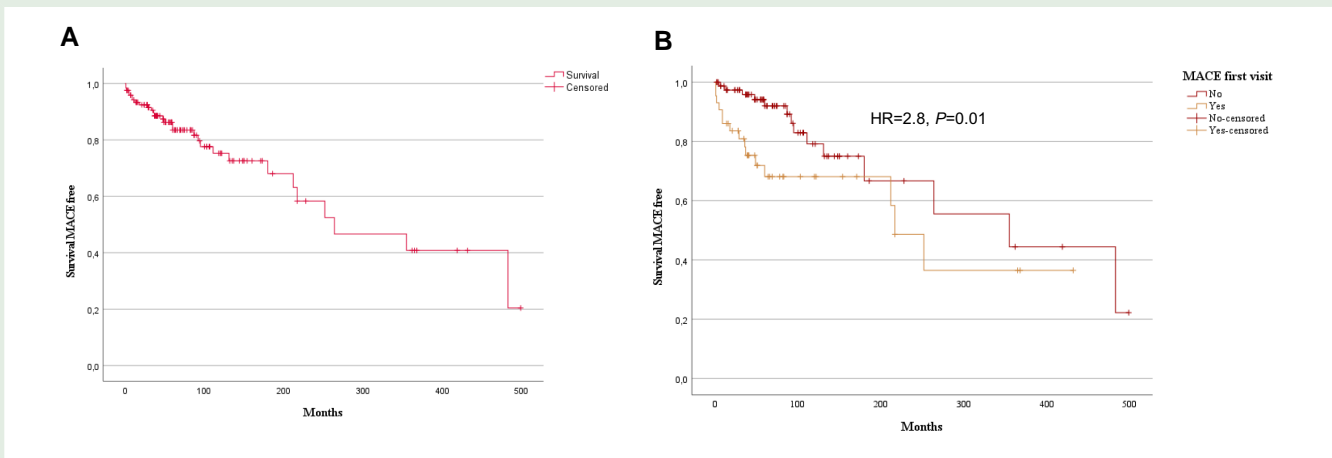 A
Survival
Censored
1,0
0,8
0,6
0,4
0,2
0,0
Survival MACE free
0 100 200 300 400 500
Months
B
MACE first visit
No
Yes
No-censored
Yes-censored
HR=2.8, P=0.01
1,0
0,8
0,6
0,4
0,2
0,0
Survival MACE free
0 100 200 300 400 500
Months